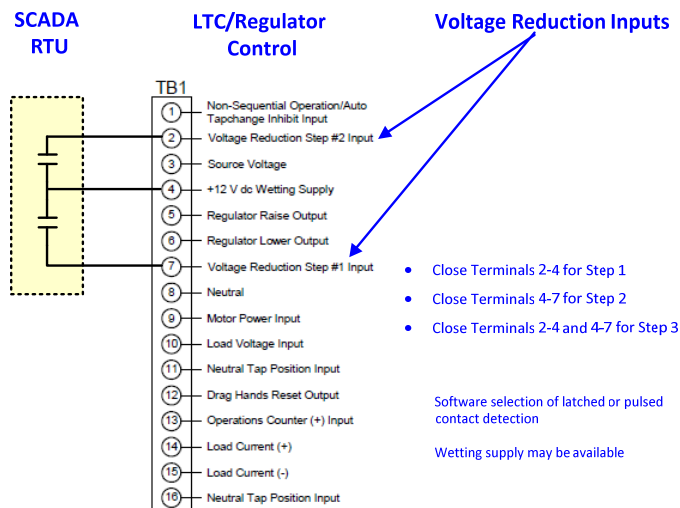 SCADA
RTU
LTC/Regulator
Control
Voltage Reduction Inputs
TB1
1 Non-Sequential Operation/Auto
Tapchange Inhibit Input
2 Voltage Reduction Step #2 Input
3 Source Voltage
4 +12 V dc Wetting Supply
5 Regulator Raise Output
6 Regulator Lower Output
7 Voltage Reduction Step #1 Input
8 Neutral
9 Motor Power Input
10 Load Voltage Input
11 Neutral Tap Position Input
12 Drag Hands Reset Output
13 Operations Counter (+) Input
14 Load Current (+)
15 Load Current (-)
16 Neutral Tap Position Input
• Close Terminals 2-4 for Step 1
• Close Terminals 4-7 for Step 2
• Close Terminals 2-4 and 4-7 for Step 3
Software selection of latched or pulsed
contact detection
Wetting supply may be available